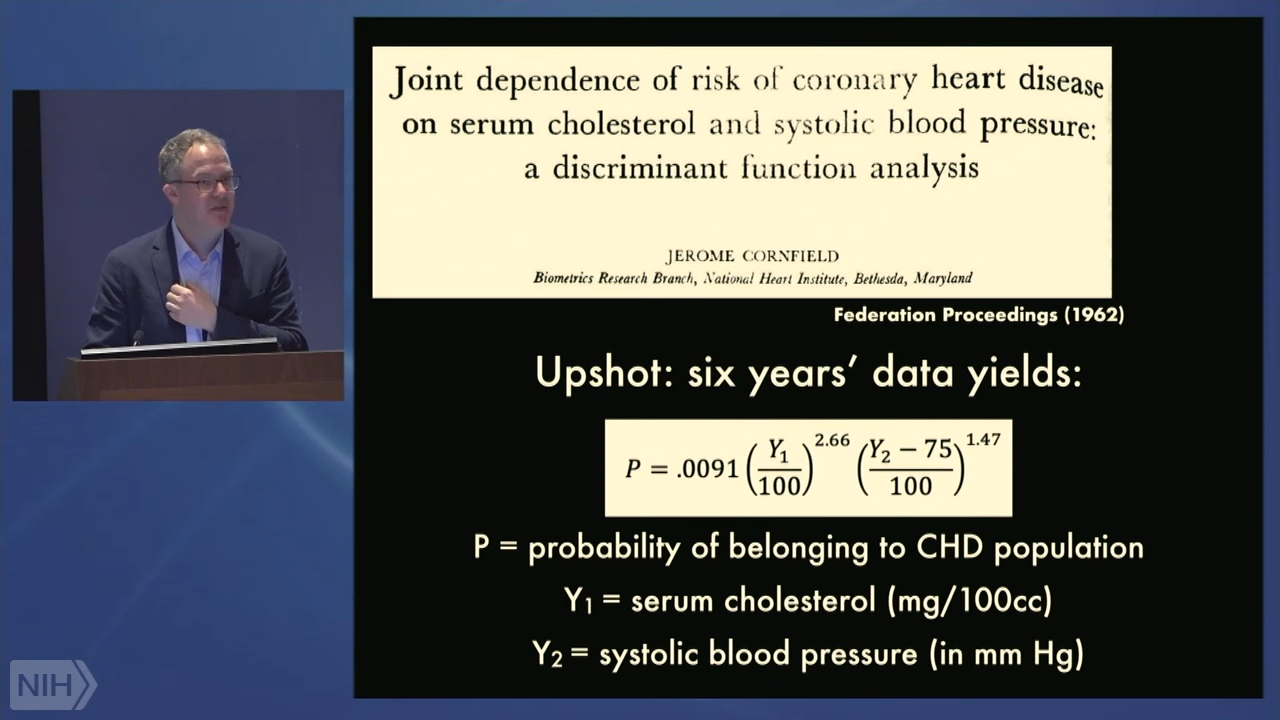 Joint dependence of risk of coronary heart disease
on serum cholesterol and systolic blood pressure:
a discriminant function analysis
JEROME CORNFIELD
Biometrics Research Branch, National Heart Institute, Bethesda, Maryland
Federation Proceedings (1962)
Upshot: six years’ data yields:
P = .0091 (Y₁/100)^2.66 (Y₂ − 75/100)^1.47
P = probability of belonging to CHD population
Y₁ = serum cholesterol (mg/100cc)
Y₂ = systolic blood pressure (in mm Hg)
NIH